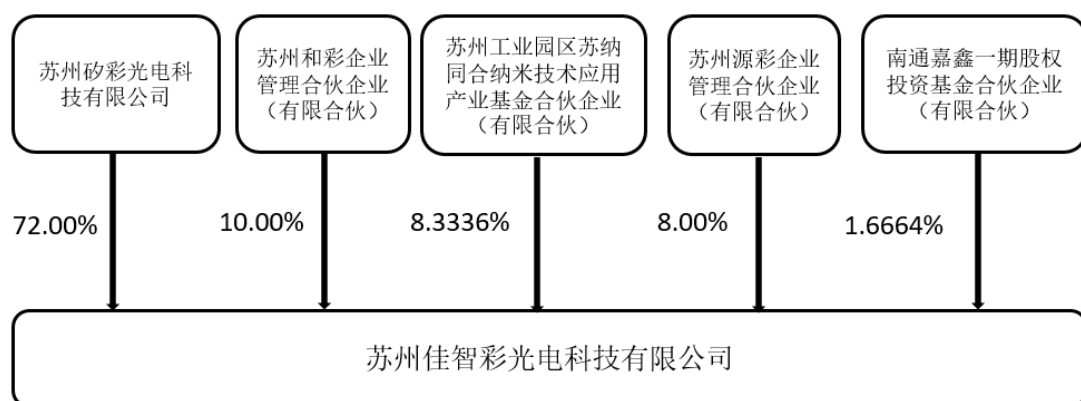 苏州矽彩光电科
技有限公司
苏州和彩企业
管理合伙企业
（有限合伙）
苏州工业园区苏纳
同合纳米技术应用
产业基金合伙企业
（有限合伙）
苏州源彩企业
管理合伙企业
（有限合伙）
南通嘉鑫一期股权
投资基金合伙企业
（有限合伙）
72.00%
10.00%
8.3336%
8.00%
1.6664%
苏州佳智彩光电科技有限公司